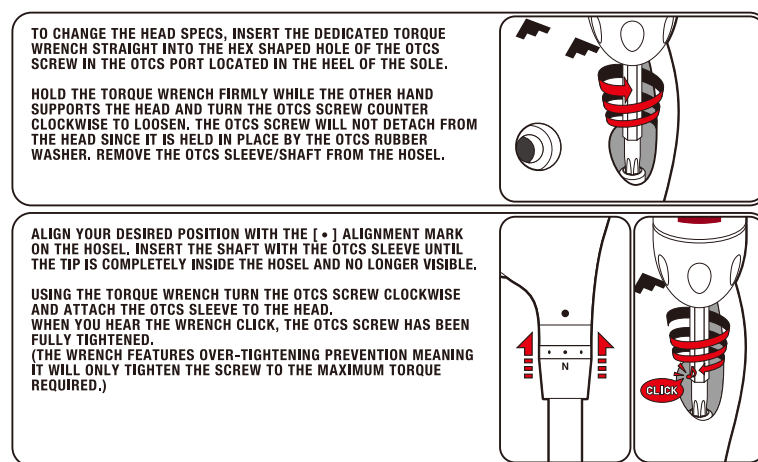 TO CHANGE THE HEAD SPECS, INSERT THE DEDICATED TORQUE
WRENCH STRAIGHT INTO THE HEX SHAPED HOLE OF THE OTCS
SCREW IN THE OTCS PORT LOCATED IN THE HEEL OF THE SOLE.
HOLD THE TORQUE WRENCH FIRMLY WHILE THE OTHER HAND
SUPPORTS THE HEAD AND TURN THE OTCS SCREW COUNTER
CLOCKWISE TO LOOSEN. THE OTCS SCREW WILL NOT DETACH FROM
THE HEAD SINCE IT IS HELD IN PLACE BY THE OTCS RUBBER
WASHER. REMOVE THE OTCS SLEEVE/SHAFT FROM THE HOSEL.
ALIGN YOUR DESIRED POSITION WITH THE [ • ] ALIGNMENT MARK
ON THE HOSEL. INSERT THE SHAFT WITH THE OTCS SLEEVE UNTIL
THE TIP IS COMPLETELY INSIDE THE HOSEL AND NO LONGER VISIBLE.
USING THE TORQUE WRENCH TURN THE OTCS SCREW CLOCKWISE
AND ATTACH THE OTCS SLEEVE TO THE HEAD.
WHEN YOU HEAR THE WRENCH CLICK, THE OTCS SCREW HAS BEEN
FULLY TIGHTENED.
(THE WRENCH FEATURES OVER-TIGHTENING PREVENTION MEANING
IT WILL ONLY TIGHTEN THE SCREW TO THE MAXIMUM TORQUE
REQUIRED.)
N
CLICK